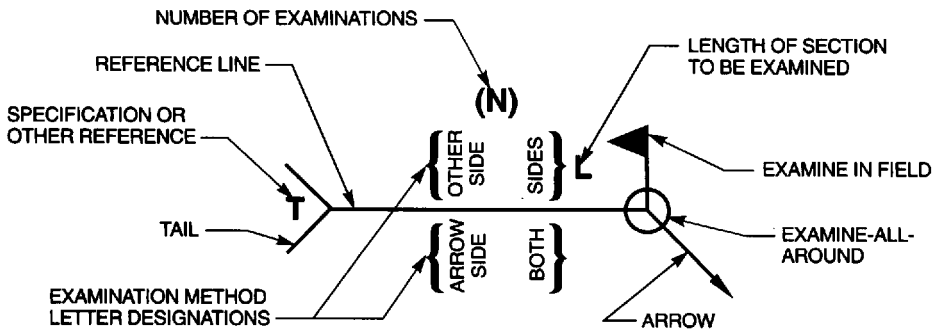 NUMBER OF EXAMINATIONS
REFERENCE LINE
LENGTH OF SECTION
TO BE EXAMINED
(N)
SPECIFICATION OR
OTHER REFERENCE
OTHER
SIDE
SIDES
L
EXAMINE IN FIELD
T
TAIL
ARROW
SIDE
BOTH
EXAMINE-ALL-
AROUND
EXAMINATION METHOD
LETTER DESIGNATIONS
ARROW